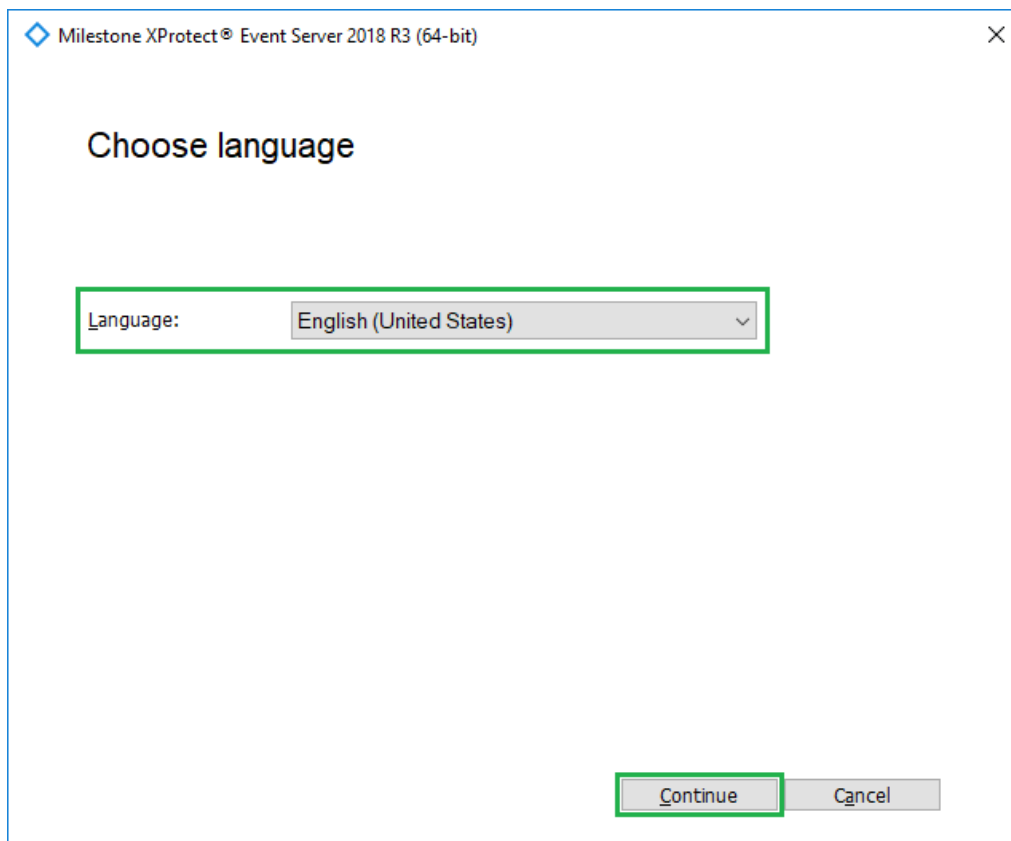 Milestone XProtect® Event Server 2018 R3 (64-bit)
Choose language
Language: English (United States)
Continue Cancel